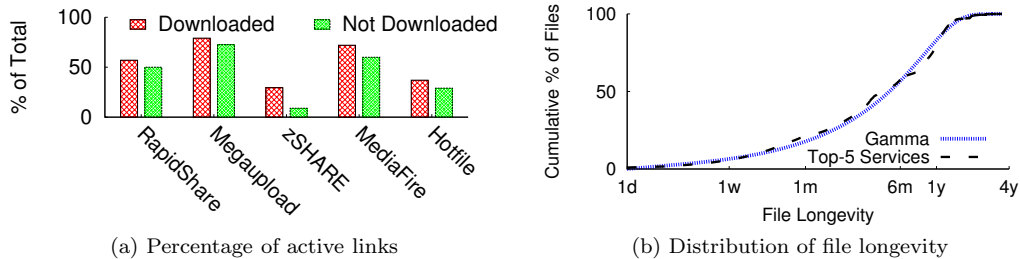 % of Total
100
50
0
Downloaded
Not Downloaded
RapidShare
Megaupload
zSHARE
MediaFire
Hotfile
(a) Percentage of active links
Cumulative % of Files
100
50
0
Gamma
Top-5 Services
1d
1w
1m
6m
1y
4y
File Longevity
(b) Distribution of file longevity